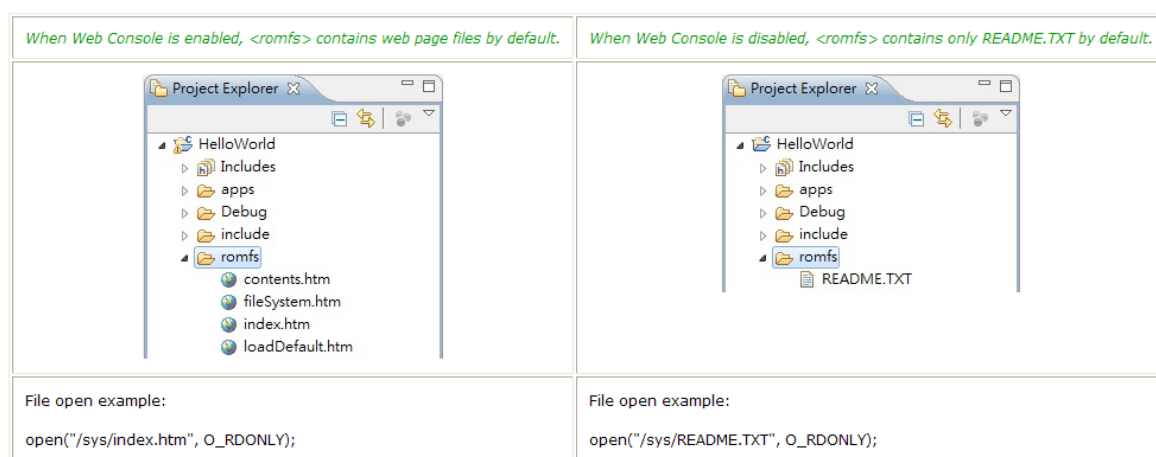 When Web Console is enabled, <romfs> contains web page files by default.
When Web Console is disabled, <romfs> contains only README.TXT by default.
Project Explorer
HelloWorld
Includes
apps
Debug
include
romfs
contents.htm
fileSystem.htm
index.htm
loadDefault.htm
Project Explorer
HelloWorld
Includes
apps
Debug
include
romfs
README.TXT
File open example:
open("/sys/index.htm", O_RDONLY);
File open example:
open("/sys/README.TXT", O_RDONLY);